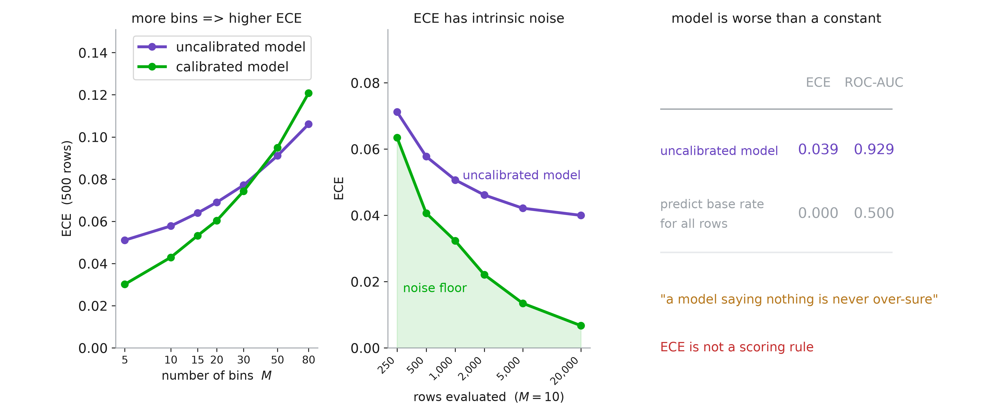 more bins => higher ECE
uncalibrated model
calibrated model
0.14
0.12
0.10
0.08
0.06
0.04
0.02
0.00
ECE (500 rows)
5 10 15 20 30 50 80
number of bins M
ECE has intrinsic noise
0.08
0.06
0.04
0.02
0.00
ECE
uncalibrated model
noise floor
250 500 1,000 2,000 5,000 20,000
rows evaluated (M = 10)
model is worse than a constant
ECE ROC-AUC
uncalibrated model 0.039 0.929
predict base rate
for all rows 0.000 0.500
"a model saying nothing is never over-sure"
ECE is not a scoring rule